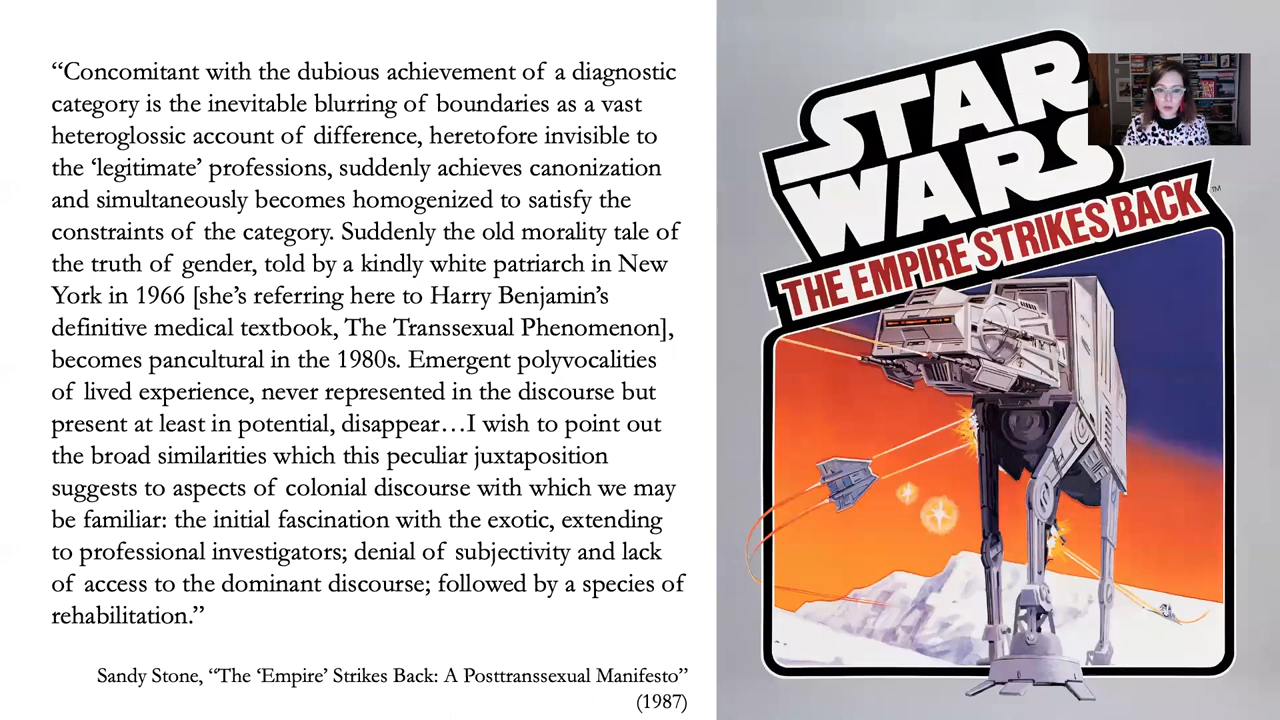 “Concomitant with the dubious achievement of a diagnostic
category is the inevitable blurring of boundaries as a vast
heteroglossic account of difference, heretofore invisible to
the ‘legitimate’ professions, suddenly achieves canonization
and simultaneously becomes homogenized to satisfy the
constraints of the category. Suddenly the old morality tale of
the truth of gender, told by a kindly white patriarch in New
York in 1966 [she’s referring here to Harry Benjamin’s
definitive medical textbook, The Transsexual Phenomenon],
becomes pancultural in the 1980s. Emergent polyvocalities
of lived experience, never represented in the discourse but
present at least in potential, disappear…I wish to point out
the broad similarities which this peculiar juxtaposition
suggests to aspects of colonial discourse with which we may
be familiar: the initial fascination with the exotic, extending
to professional investigators; denial of subjectivity and lack
of access to the dominant discourse; followed by a species of
rehabilitation.”
Sandy Stone, “The ‘Empire’ Strikes Back: A Posttranssexual Manifesto”
(1987)
STAR
WARS
THE EMPIRE STRIKES BACK
TM